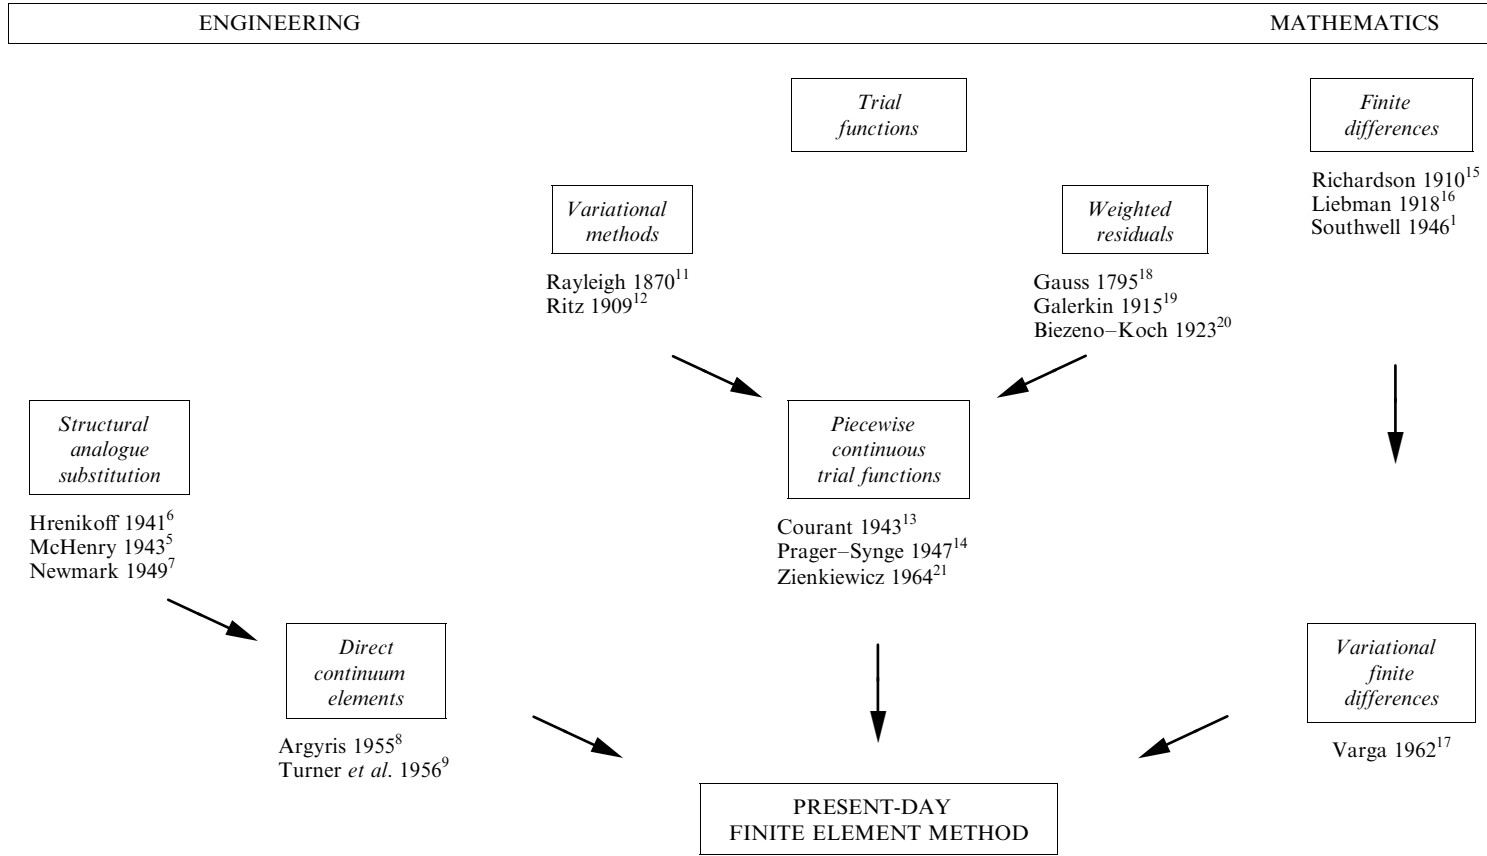 ENGINEERING MATHEMATICS
Trial
functions
Finite
differences
Richardson 1910¹⁵
Liebman 1918¹⁶
Southwell 1946¹
Variational
methods
Rayleigh 1870¹¹
Ritz 1909¹²
Weighted
residuals
Gauss 1795¹⁸
Galerkin 1915¹⁹
Biezeno–Koch 1923²⁰
Structural
analogue
substitution
Hrenikoff 1941⁶
McHenry 1943⁵
Newmark 1949⁷
Piecewise
continuous
trial functions
Courant 1943¹³
Prager–Synge 1947¹⁴
Zienkiewicz 1964²¹
Direct
continuum
elements
Argyris 1955⁸
Turner et al. 1956⁹
Variational
finite
differences
Varga 1962¹⁷
PRESENT-DAY
FINITE ELEMENT METHOD